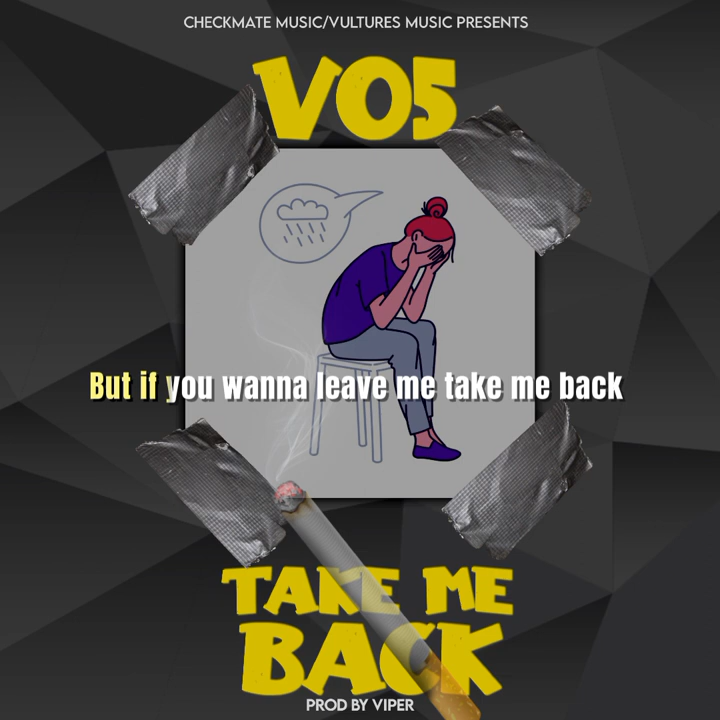 CHECKMATE MUSIC/VULTURES MUSIC PRESENTS
VO5
But if you wanna leave me take me back
TAKE ME
BACK
PROD BY VIPER